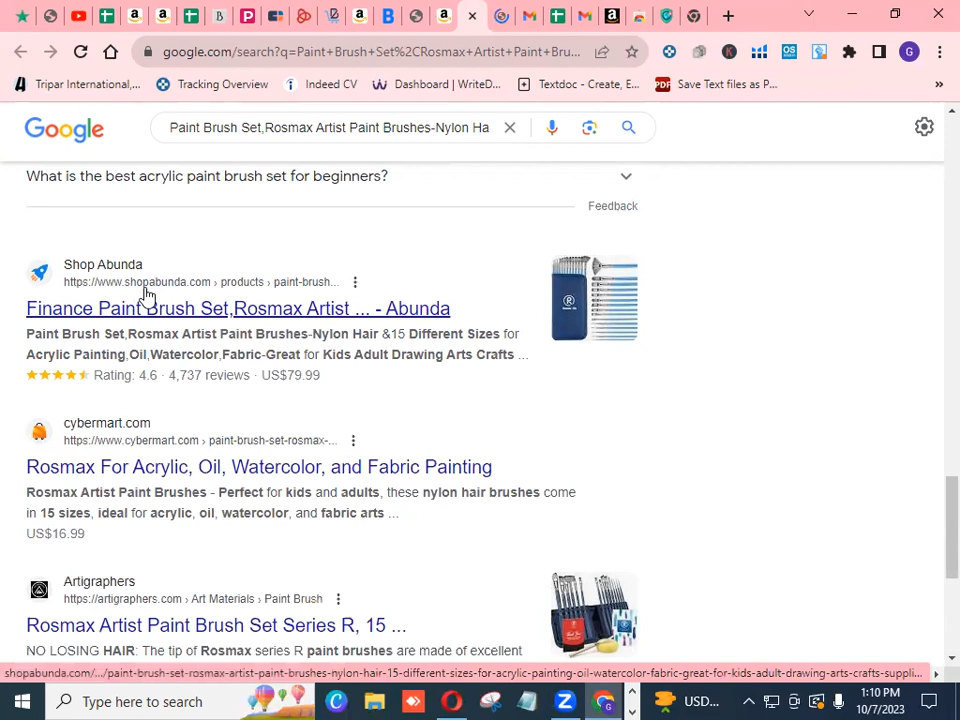 google.com/search?q=Paint+Brush+Set%2CRosmax+Artist+Paint+Bru...
G
Tripar International,...
Tracking Overview
Indeed CV
Dashboard | WriteD...
Textdoc - Create, E...
PDF
Save Text files as P...
»
Google
Paint Brush Set,Rosmax Artist Paint Brushes-Nylon Ha
What is the best acrylic paint brush set for beginners?
Feedback
Shop Abunda
https://www.shopabunda.com › products › paint-brush...
Finance Paint Brush Set,Rosmax Artist ... - Abunda
Paint Brush Set,Rosmax Artist Paint Brushes-Nylon Hair &15 Different Sizes for
Acrylic Painting,Oil,Watercolor,Fabric-Great for Kids Adult Drawing Arts Crafts ...
Rating: 4.6 · 4,737 reviews · US$79.99
cybermart.com
https://www.cybermart.com › paint-brush-set-rosmax-...
Rosmax For Acrylic, Oil, Watercolor, and Fabric Painting
Rosmax Artist Paint Brushes - Perfect for kids and adults, these nylon hair brushes come
in 15 sizes, ideal for acrylic, oil, watercolor, and fabric arts ...
US$16.99
Artigraphers
https://artigraphers.com › Art Materials › Paint Brush
Rosmax Artist Paint Brush Set Series R, 15 ...
NO LOSING HAIR: The tip of Rosmax series R paint brushes are made of excellent
shopabunda.com/.../paint-brush-set-rosmax-artist-paint-brushes-nylon-hair-15-different-sizes-for-acrylic-painting-oil-watercolor-fabric-great-for-kids-adult-drawing-arts-crafts-suppli...
Type here to search
USD...
1:10 PM
10/7/2023